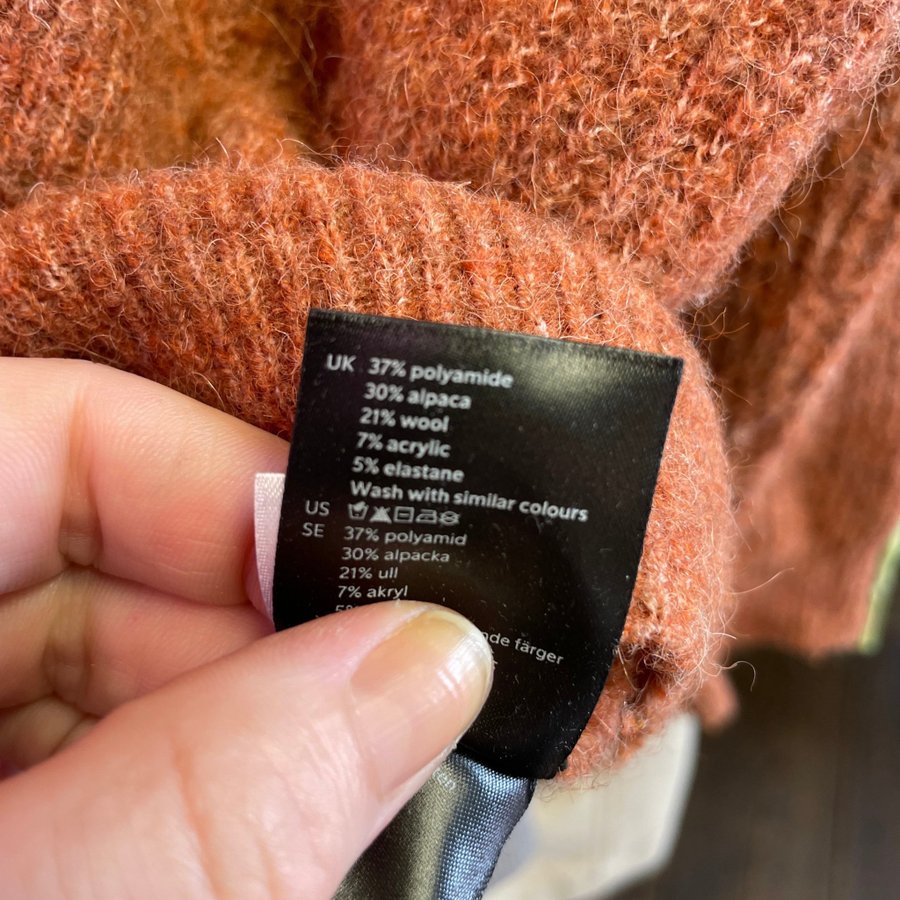 UK 37% polyamide
30% alpaca
21% wool
7% acrylic
5% elastane
Wash with similar colours
US
SE 37% polyamid
30% alpacka
21% ull
7% akryl
5%
färger